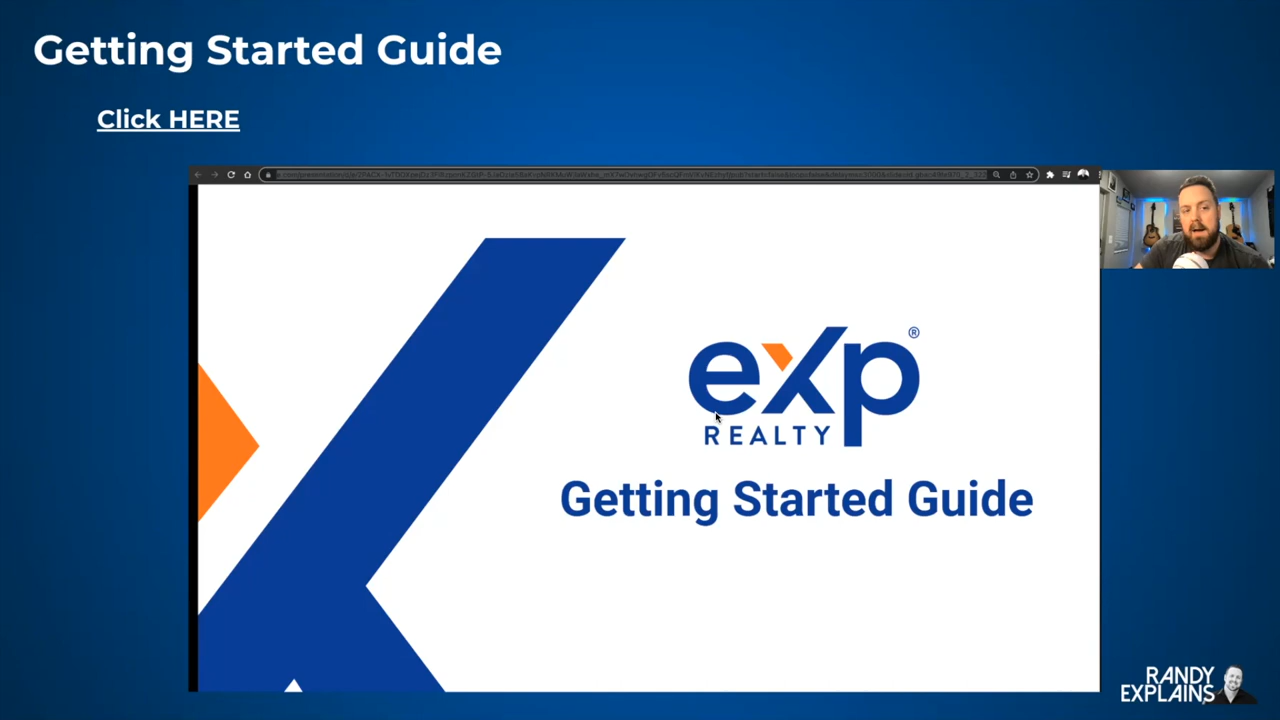 Getting Started Guide
Click HERE
exp®
REALTY
Getting Started Guide
RANDY
EXPLAINS